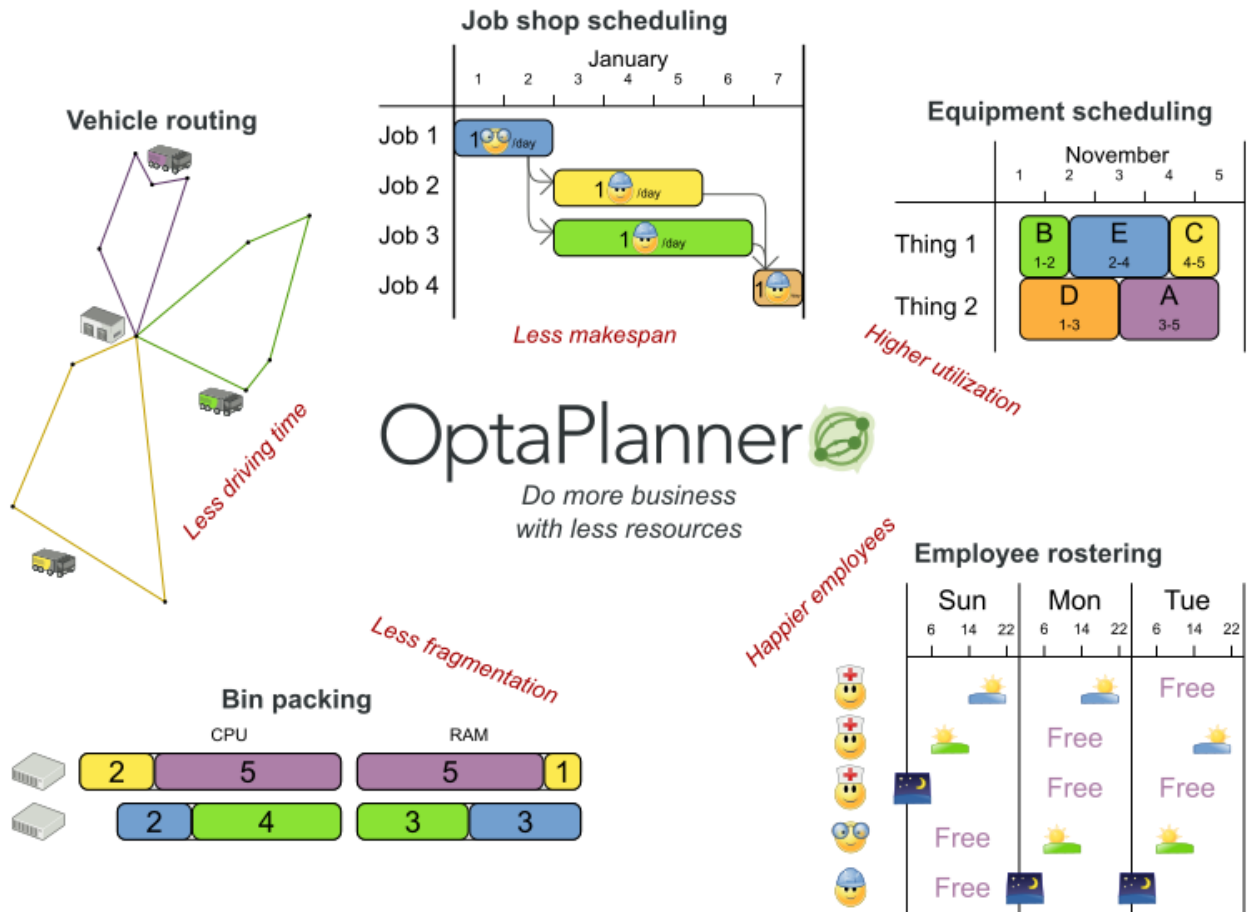 Job shop scheduling
January
1 2 3 4 5 6 7
Job 1
1 /day
Job 2
1 /day
Job 3
1 /day
Job 4
1
Less makespan
Vehicle routing
Less driving time
Equipment scheduling
November
1 2 3 4 5
Thing 1
B E C
1-2 2-4 4-5
Thing 2
D A
1-3 3-5
Higher utilization
OptaPlanner
Do more business
with less resources
Bin packing
Less fragmentation
CPU RAM
2 5 5 1
2 4 3 3
Employee rostering
Happier employees
Sun Mon Tue
6 14 22 6 14 22 6 14 22
Free
Free
Free Free
Free
Free